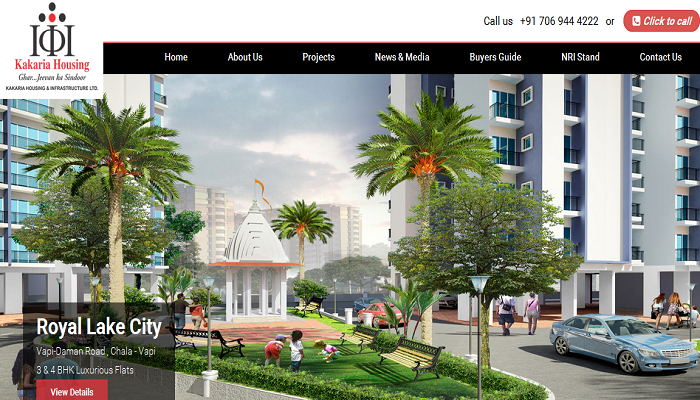 Call us +91 706 944 4222 or Click to call
Kakaria Housing
Ghar...Jeevan ka Sindoor
KAKARIA HOUSING & INFRASTRUCTURE LTD.
Home About Us Projects News & Media Buyers Guide NRI Stand Contact Us
Royal Lake City
Vapi-Daman Road , Chala - Vapi
3 & 4 BHK Luxurious Flats
View Details